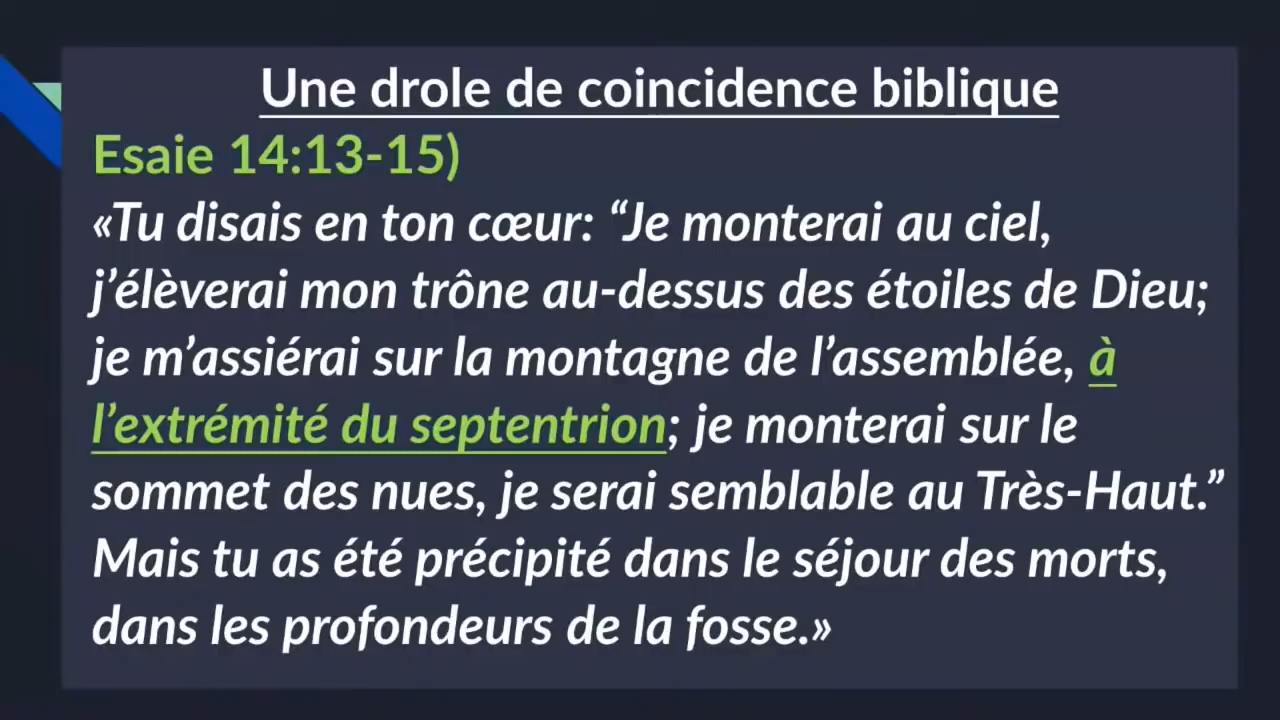 Une drole de coincidence biblique
Esaie 14:13-15)
«Tu disais en ton cœur: “Je monterai au ciel,
j’élèverai mon trône au-dessus des étoiles de Dieu;
je m’assiérai sur la montagne de l’assemblée, à
l’extrémité du septentrion; je monterai sur le
sommet des nues, je serai semblable au Très-Haut.”
Mais tu as été précipité dans le séjour des morts,
dans les profondeurs de la fosse.»